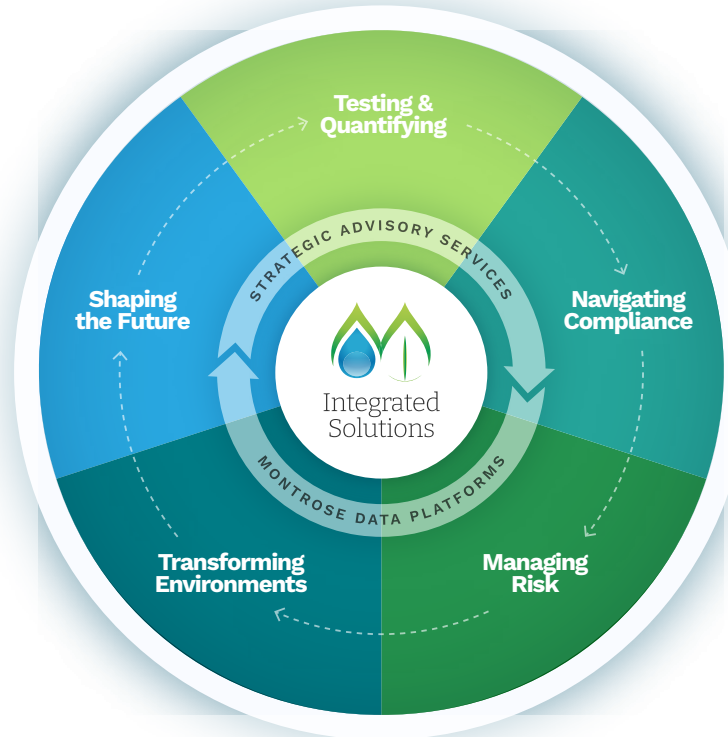 Testing &
Quantifying
STRATEGIC ADVISORY SERVICES
Shaping
the Future
Navigating
Compliance
Integrated
Solutions
MONTROSE DATA PLATFORMS
Transforming
Environments
Managing
Risk